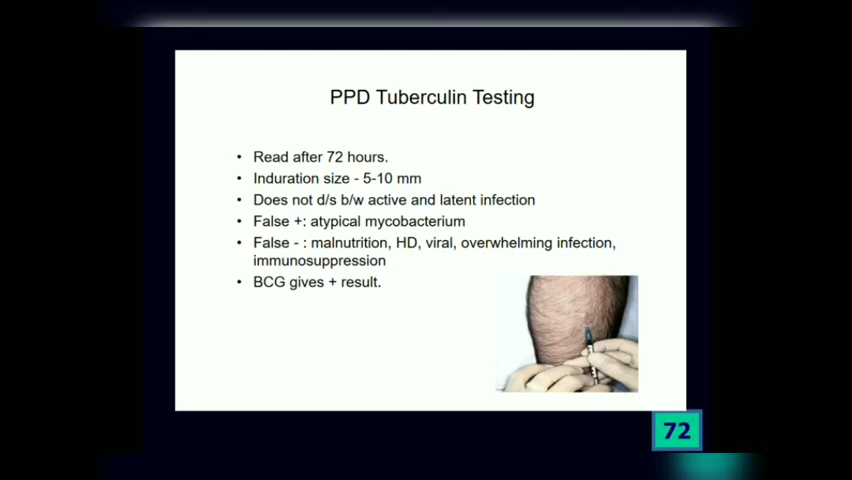 PPD Tuberculin Testing
• Read after 72 hours.
• Induration size - 5-10 mm
• Does not d/s b/w active and latent infection
• False +: atypical mycobacterium
• False - : malnutrition, HD, viral, overwhelming infection,
immunosuppression
• BCG gives + result.
72